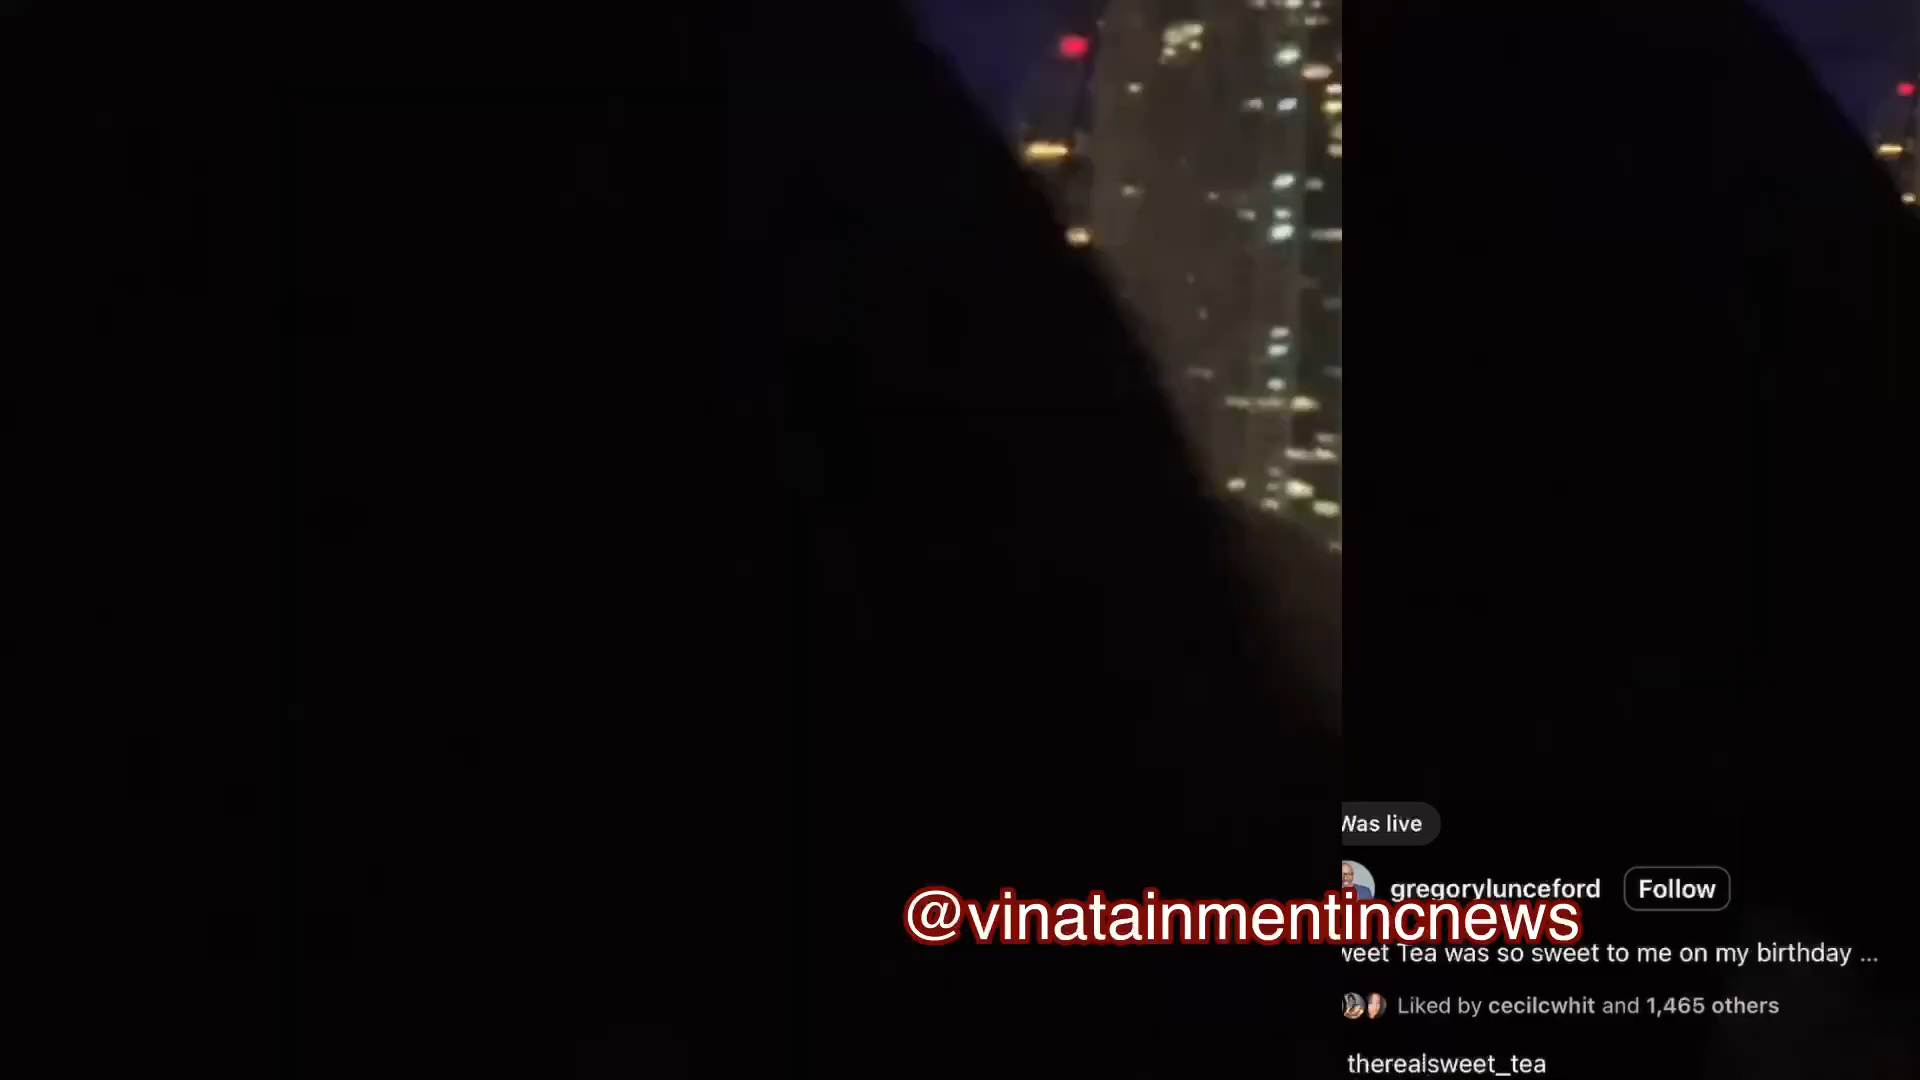 Was live
gregorylunceford Follow
@vinatainmentincnews
weet Tea was so sweet to me on my birthday ...
Liked by cecilcwhit and 1,465 others
therealsweet_tea